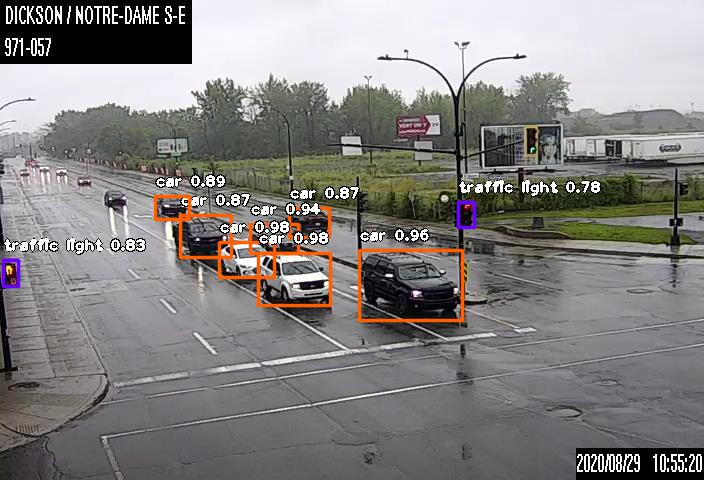 DICKSON / NOTRE-DAME S-E
971-057
car 0.89
car 0.87
car 0.87
car 0.94
car 0.98
car 0.98
car 0.96
traffic light 0.78
traffic light 0.83
VERT OU Y
2020/08/29 10:55:20